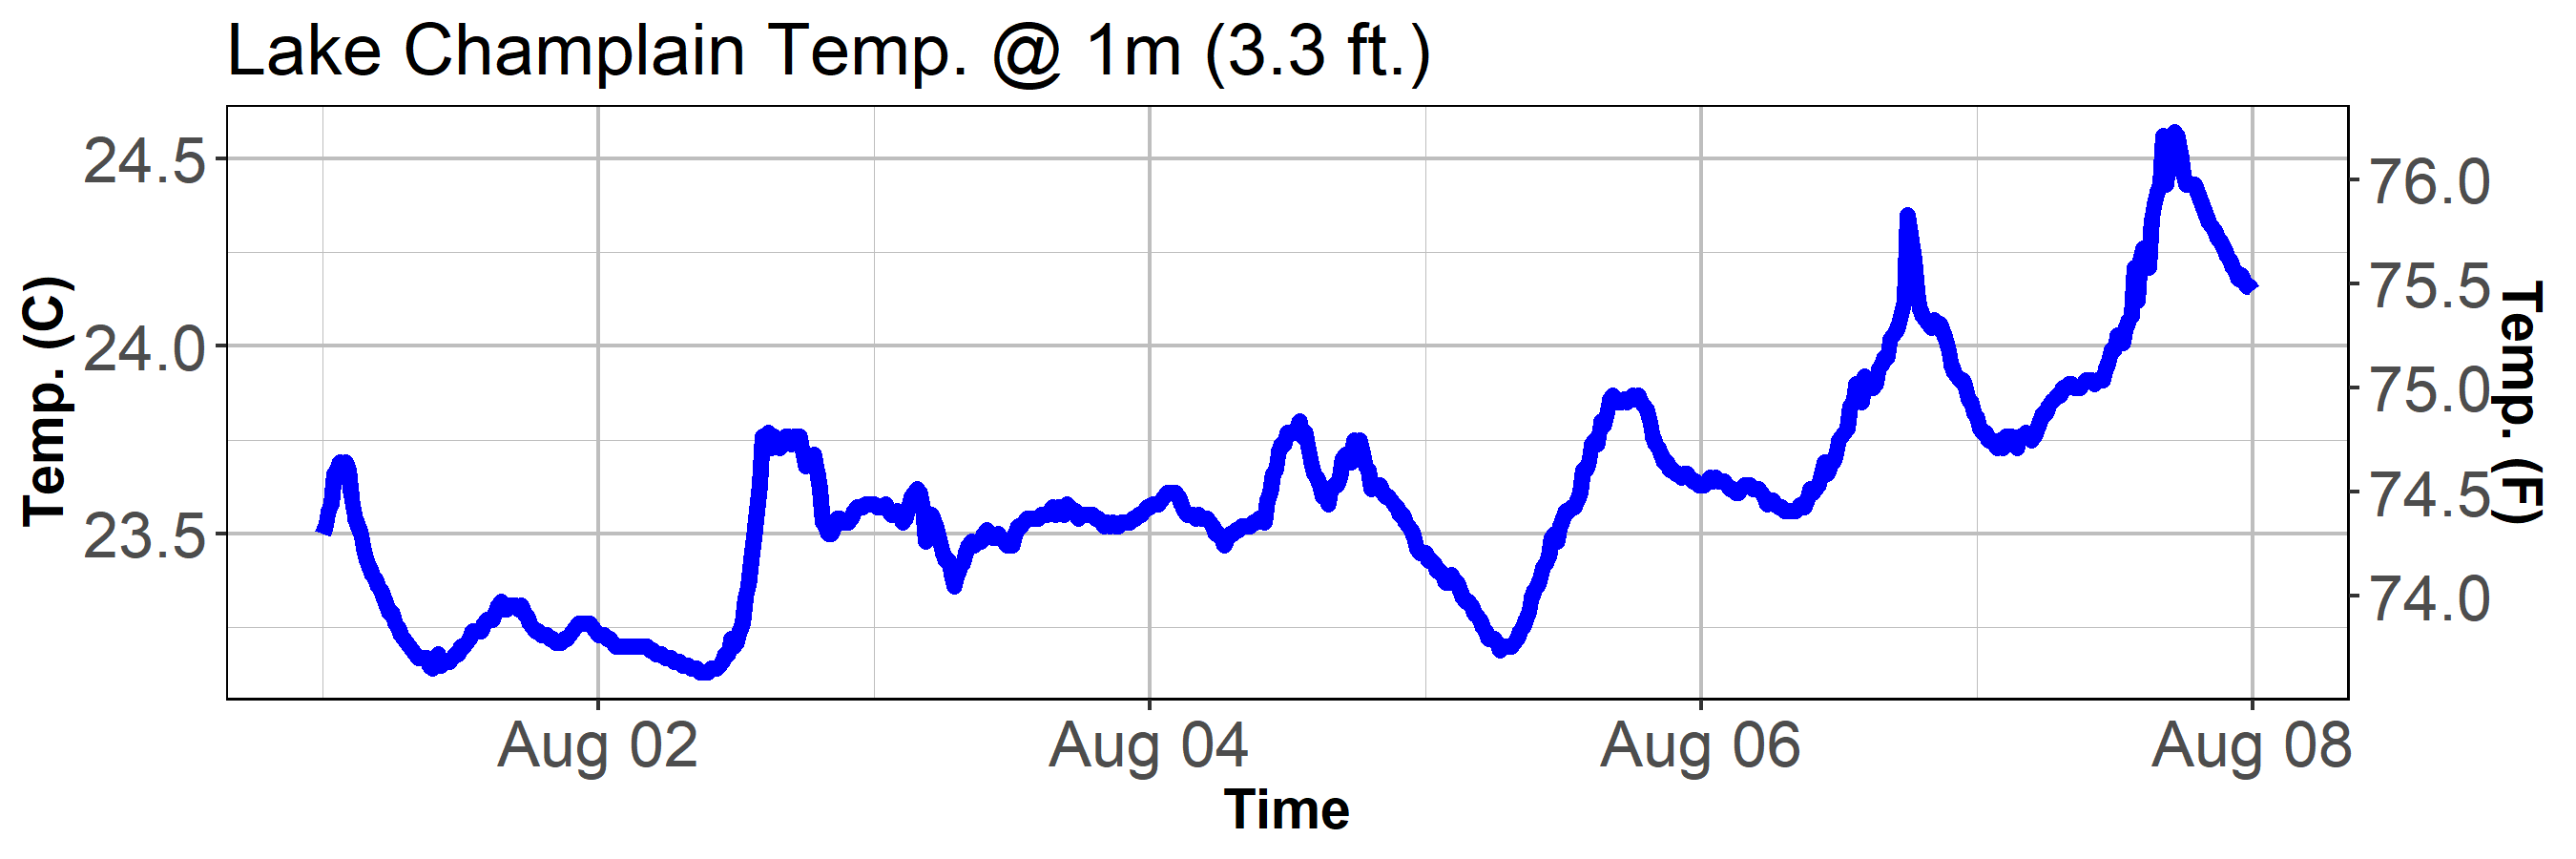 Lake Champlain Temp. @ 1m (3.3 ft.)
Temp. (C)
24.5
24.0
23.5
76.0
75.5
75.0
74.5
74.0
Temp. (F)
Aug 02
Aug 04
Aug 06
Aug 08
Time